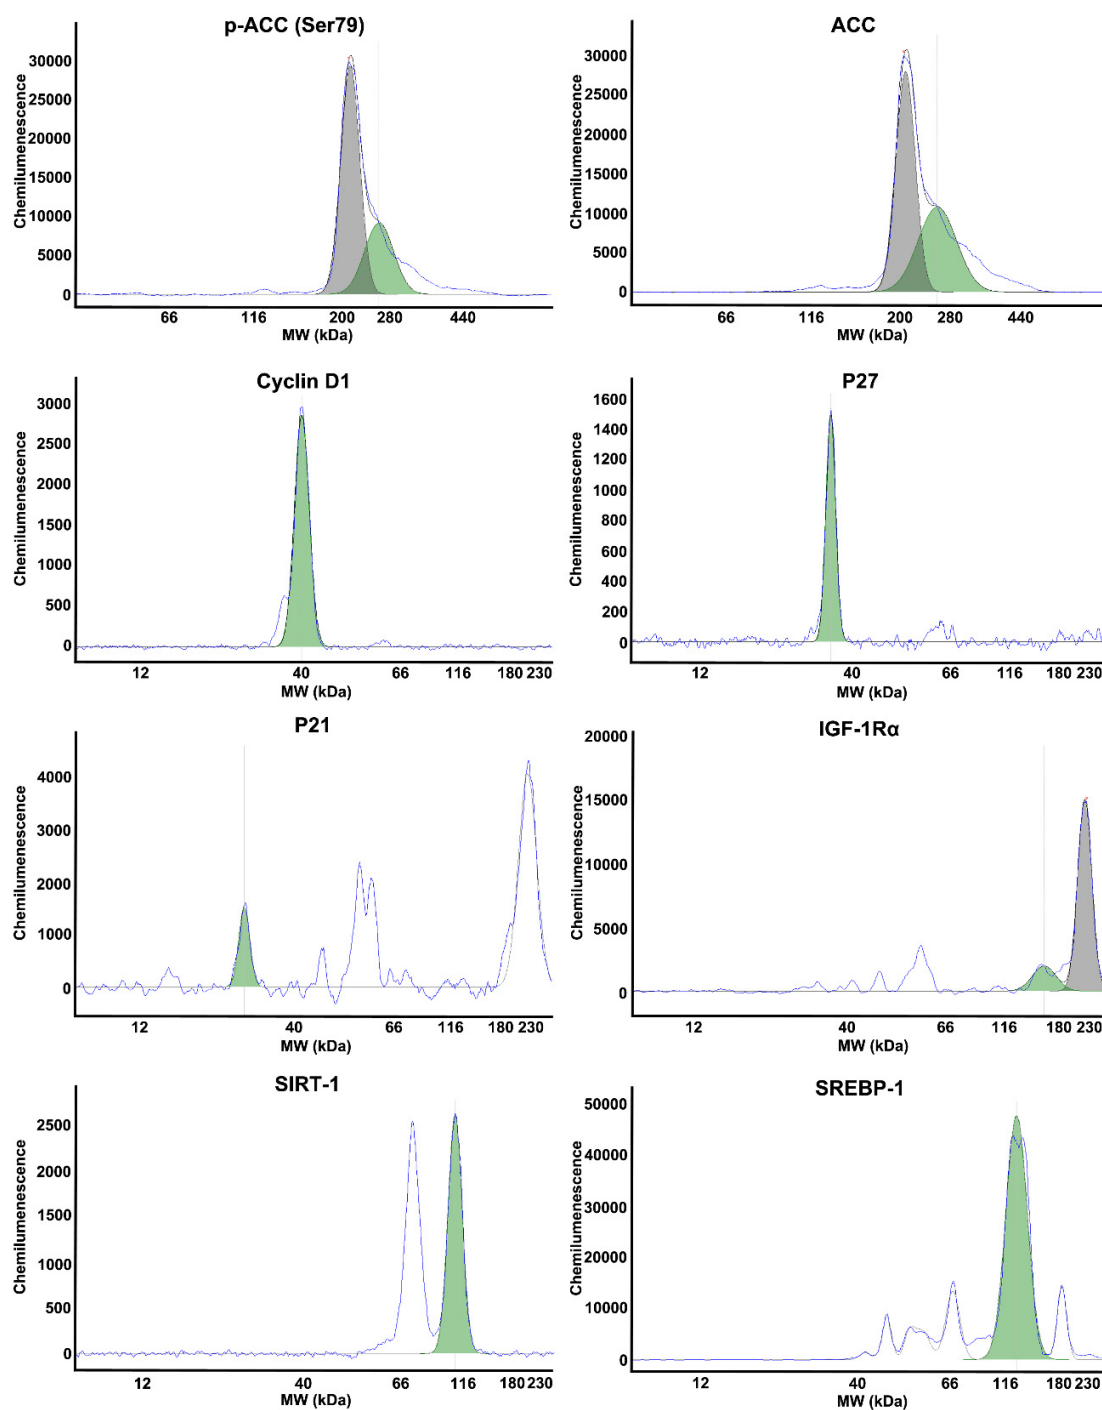 p-ACC (Ser79)
Chemilumenescence
30000
25000
20000
15000
10000
5000
0
66 116 200 280 440
MW (kDa)
ACC
Chemilumenescence
30000
25000
20000
15000
10000
5000
0
66 116 200 280 440
MW (kDa)
Cyclin D1
Chemilumenescence
3000
2500
2000
1500
1000
500
0
12 40 66 116 180 230
MW (kDa)
P27
Chemilumenescence
1600
1400
1200
1000
800
600
400
200
0
12 40 66 116 180 230
MW (kDa)
P21
Chemilumenescence
4000
3000
2000
1000
0
12 40 66 116 180 230
MW (kDa)
IGF-1Rα
Chemilumenescence
20000
15000
10000
5000
0
12 40 66 116 180 230
MW (kDa)
SIRT-1
Chemilumenescence
2500
2000
1500
1000
500
0
12 40 66 116 180 230
MW (kDa)
SREBP-1
Chemilumenescence
50000
40000
30000
20000
10000
0
12 40 66 116 180 230
MW (kDa)